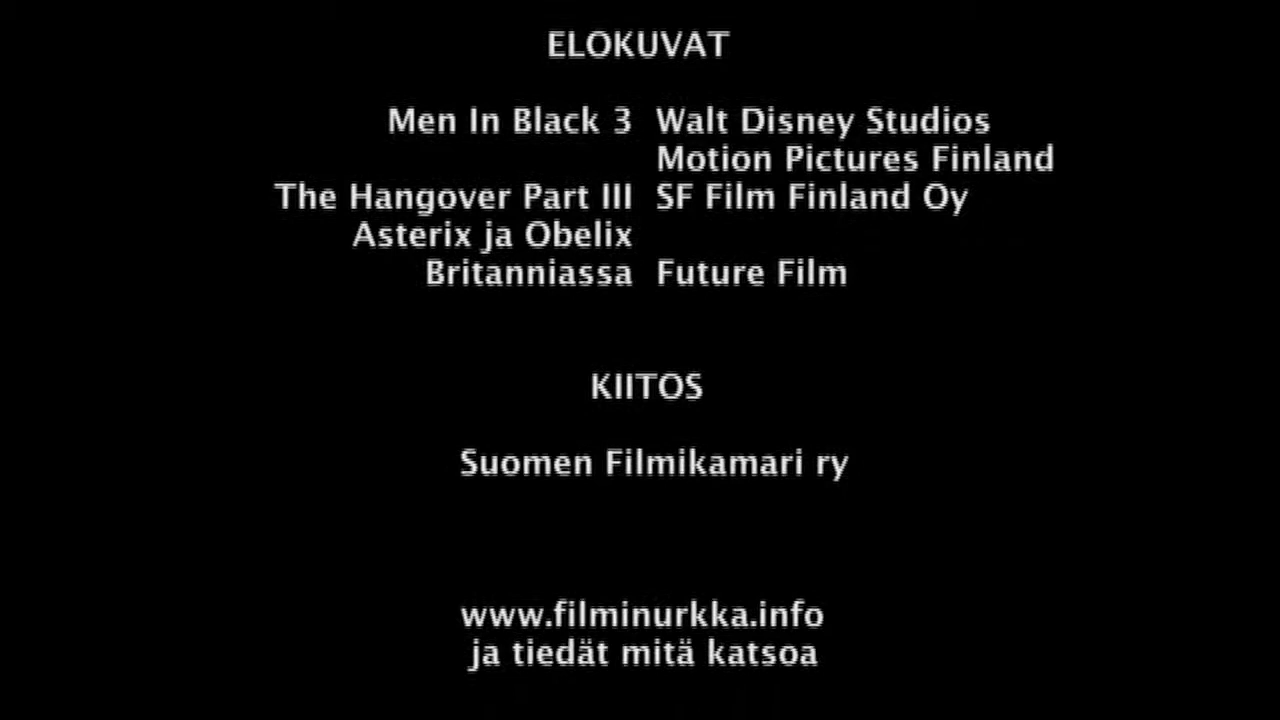 ELOKUVAT
Men In Black 3 Walt Disney Studios
Motion Pictures Finland
The Hangover Part III SF Film Finland Oy
Asterix ja Obelix
Britanniassa Future Film
KIITOS
Suomen Filmikamari ry
www.filminurkka.info
ja tiedät mitä katsoa